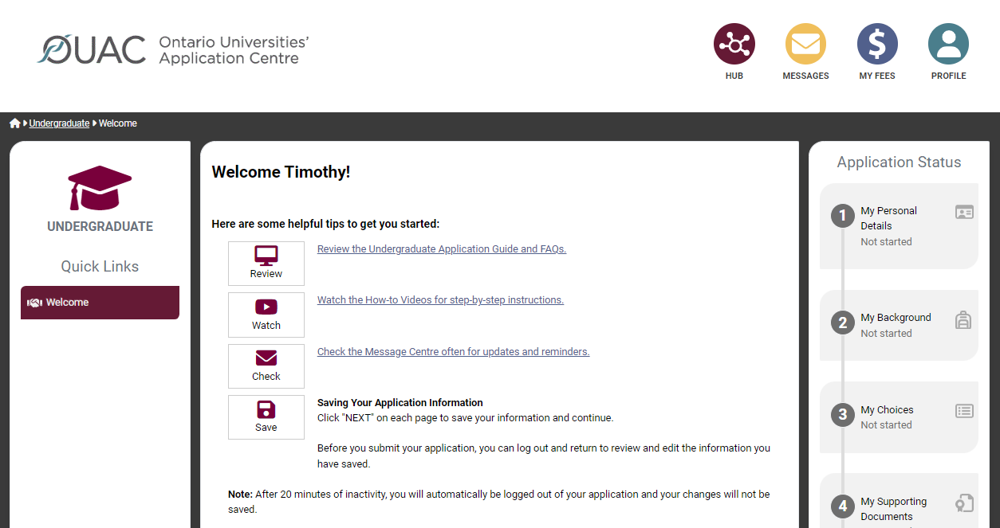 OUAC Ontario Universities’
Application Centre
HUB
MESSAGES
MY FEES
PROFILE
Undergraduate Welcome
UNDERGRADUATE
Quick Links
Welcome
Welcome Timothy!
Here are some helpful tips to get you started:
Review
Review the Undergraduate Application Guide and FAQs.
Watch
Watch the How-to Videos for step-by-step instructions.
Check
Check the Message Centre often for updates and reminders.
Save
Saving Your Application Information
Click "NEXT" on each page to save your information and continue.
Before you submit your application, you can log out and return to review and edit the information you
have saved.
Note: After 20 minutes of inactivity, you will automatically be logged out of your application and your changes will not be
saved.
Application Status
1 My Personal
Details
Not started
2 My Background
Not started
3 My Choices
Not started
4 My Supporting
Documents